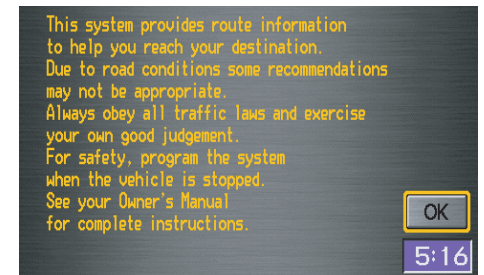 This system provides route information
to help you reach your destination.
Due to road conditions some recommendations
may not be appropriate.
Always obey all traffic laws and exercise
your own good judgement.
For safety, program the system
when the vehicle is stopped.
See your Owner's Manual
for complete instructions.
OK
5:16